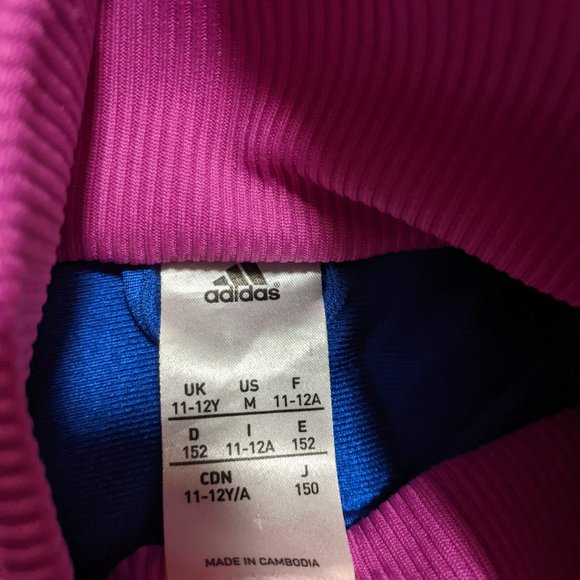 adidas®
UK US F
11-12Y M 11-12A
D I E
152 11-12A 152
CDN J
11-12Y/A 150
MADE IN CAMBODIA